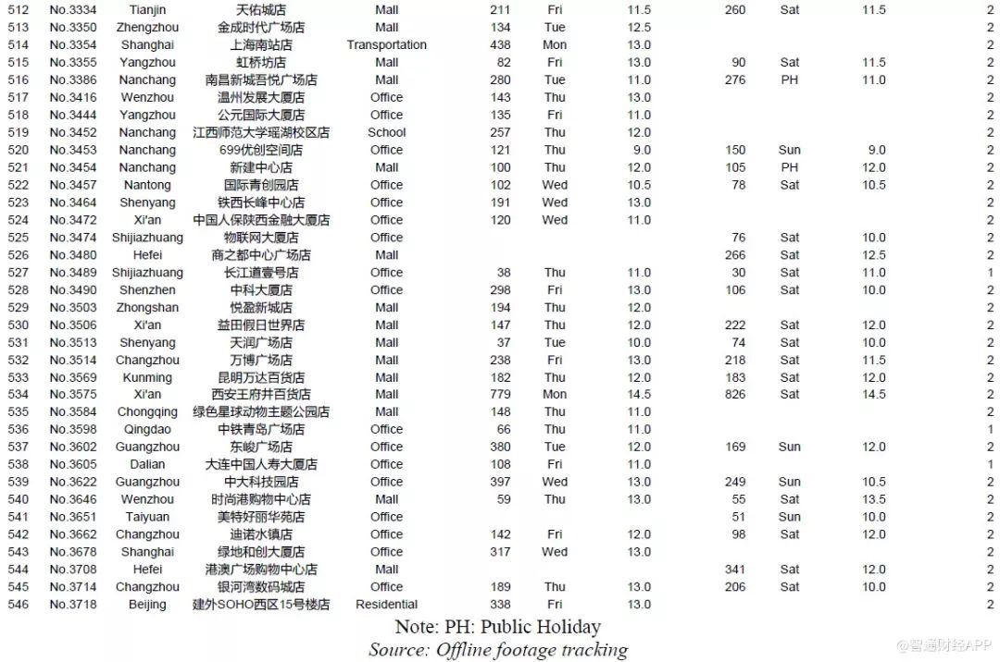 512 No.3334 Tianjin 天佑城店 Mall 211 Fri 11.5 260 Sat 11.5 2
513 No.3350 Zhengzhou 金成时代广场店 Mall 134 Tue 12.5 2
514 No.3354 Shanghai 上海南站店 Transportation 438 Mon 13.0 2
515 No.3355 Yangzhou 虹桥坊店 Mall 82 Fri 13.0 90 Sat 11.5 2
516 No.3386 Nanchang 南昌新城吾悦广场店 Mall 280 Tue 11.0 276 PH 11.0 2
517 No.3416 Wenzhou 温州发展大厦店 Office 143 Thu 13.0 2
518 No.3444 Yangzhou 公元国际大厦店 Office 135 Fri 11.0 2
519 No.3452 Nanchang 江西师范大学瑶湖校区店 School 257 Thu 12.0 2
520 No.3453 Nanchang 699优创空间店 Office 121 Thu 9.0 150 Sun 9.0 2
521 No.3454 Nanchang 新建中心店 Mall 100 Thu 12.0 105 PH 12.0 2
522 No.3457 Nantong 国际青创园店 Office 102 Wed 10.5 78 Sat 10.5 2
523 No.3464 Shenyang 铁西长峰中心店 Office 191 Wed 13.0 2
524 No.3472 Xi'an 中国人保陕西金融大厦店 Office 120 Wed 11.0 2
525 No.3474 Shijiazhuang 物联网大厦店 Office 76 Sat 10.0 2
526 No.3480 Hefei 商之都中心广场店 Mall 266 Sat 12.5 2
527 No.3489 Shijiazhuang 长江道壹号店 Office 38 Thu 11.0 30 Sat 11.0 1
528 No.3490 Shenzhen 中科大厦店 Office 298 Fri 13.0 106 Sat 10.0 2
529 No.3503 Zhongshan 悦盈新城店 Mall 194 Thu 12.0 2
530 No.3506 Xi'an 益田假日世界店 Mall 147 Thu 12.0 222 Sat 12.0 2
531 No.3513 Shenyang 天润广场店 Mall 37 Tue 10.0 74 Sat 10.0 2
532 No.3514 Changzhou 万博广场店 Mall 238 Fri 13.0 218 Sat 11.5 2
533 No.3569 Kunming 昆明万达百货店 Mall 182 Thu 12.0 183 Sat 12.0 2
534 No.3575 Xi'an 西安王府井百货店 Mall 779 Mon 14.5 826 Sat 14.5 2
535 No.3584 Chongqing 绿色星球动物主题公园店 Mall 148 Thu 11.0 2
536 No.3598 Qingdao 中铁青岛广场店 Office 66 Thu 11.0 1
537 No.3602 Guangzhou 东峻广场店 Office 380 Tue 12.0 169 Sun 12.0 2
538 No.3605 Dalian 大连中国人寿大厦店 Office 108 Fri 11.0 1
539 No.3622 Guangzhou 中大科技园店 Office 397 Wed 13.0 249 Sun 10.5 2
540 No.3646 Wenzhou 时尚港购物中心店 Mall 59 Thu 13.0 55 Sat 13.5 2
541 No.3651 Taiyuan 美特好丽华苑店 Office 51 Sun 10.0 2
542 No.3662 Changzhou 迪诺水镇店 Office 142 Fri 12.0 98 Sat 12.0 2
543 No.3678 Shanghai 绿地和创大厦店 Office 317 Wed 13.0 2
544 No.3708 Hefei 港澳广场购物中心店 Mall 341 Sat 12.0 2
545 No.3714 Changzhou 银河湾数码城店 Office 189 Thu 13.0 206 Sat 10.0 2
546 No.3718 Beijing 建外SOHO西区15号楼店 Residential 338 Fri 13.0 2
Note: PH: Public Holiday
Source: Offline footage tracking
@智通财经APP